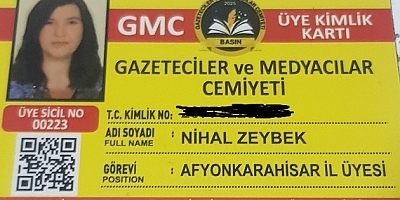 GMC
BASIN
ÜYE KİMLİK
KARTI
GAZETECİLER ve MEDYACILAR
CEMİYETİ
ÜYE SİCİL NO
00223
T.C. KİMLİK NO:
ADI SOYADI
FULL NAME
: NİHAL ZEYBEK
GÖREVİ
POSITION
: AFYONKARAHİSAR İL ÜYESİ